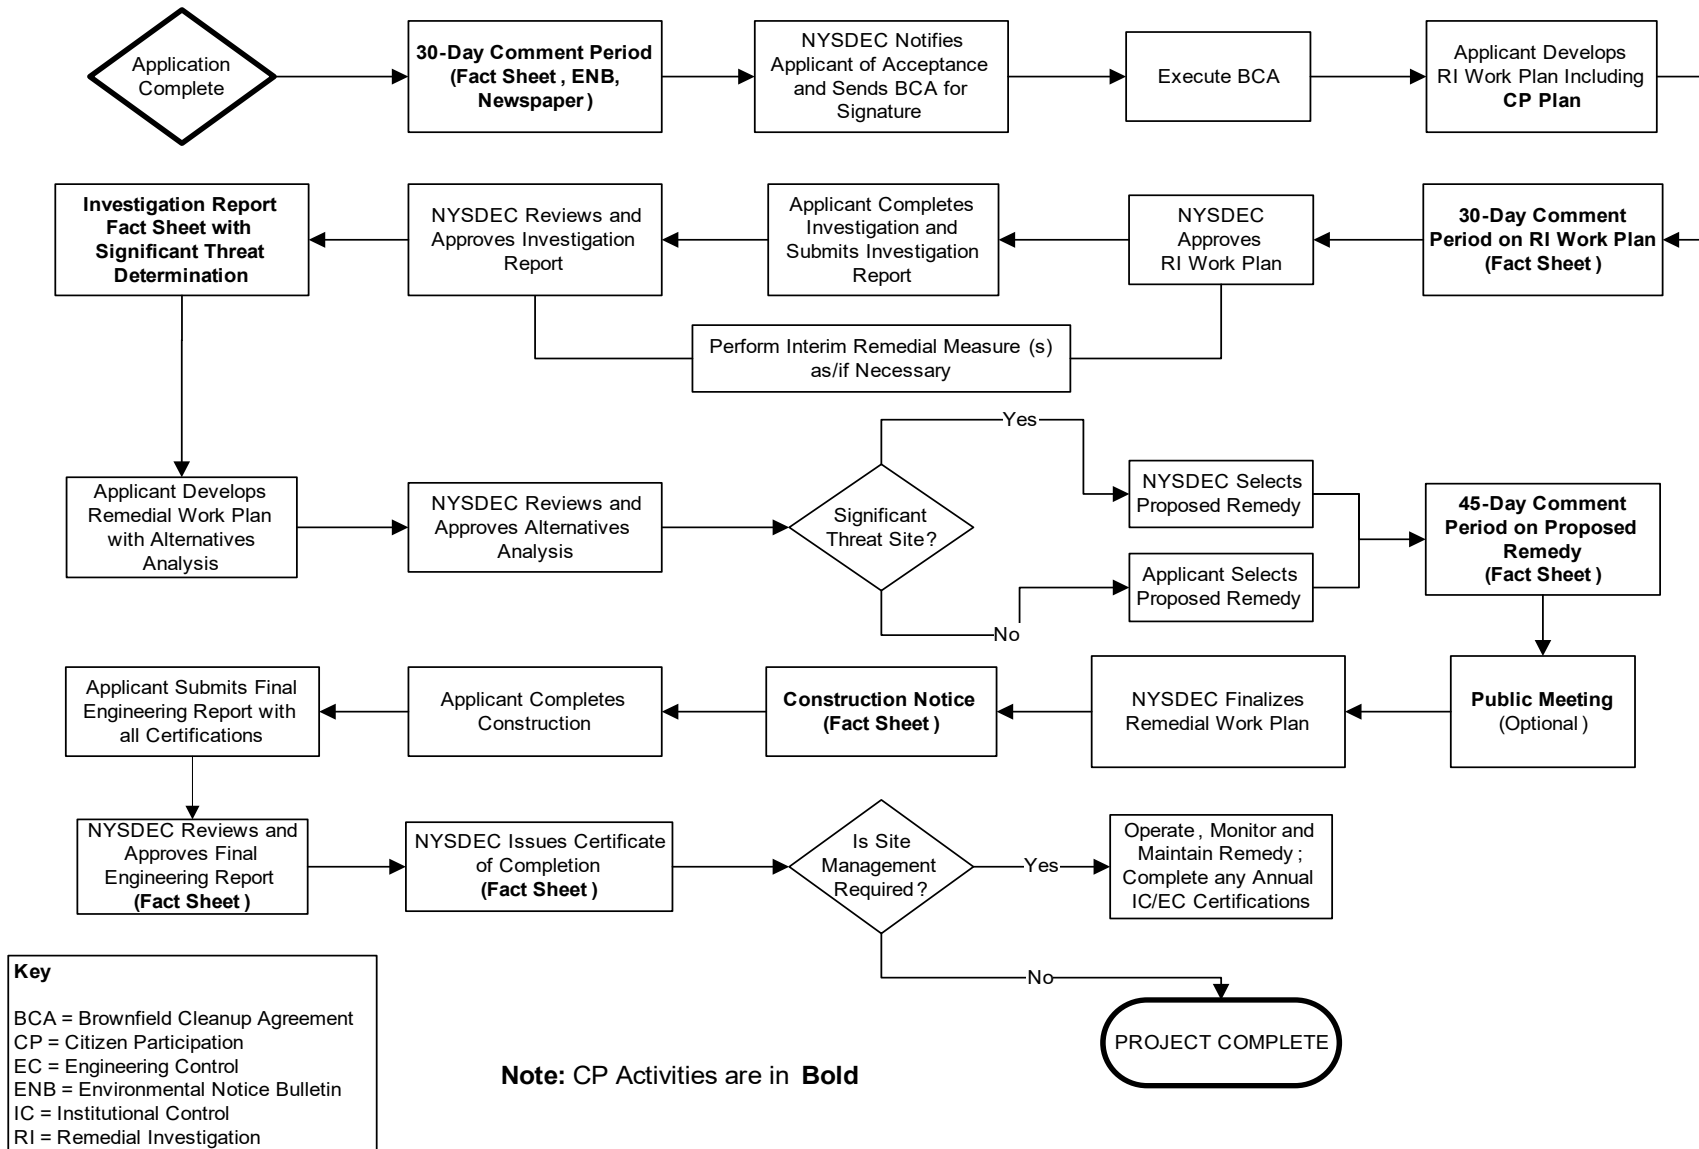 Application
Complete
30-Day Comment Period
(Fact Sheet , ENB,
Newspaper )
NYSDEC Notifies
Applicant of Acceptance
and Sends BCA for
Signature
Execute BCA
Applicant Develops
RI Work Plan Including
CP Plan
30-Day Comment
Period on RI Work Plan
(Fact Sheet )
NYSDEC
Approves
RI Work Plan
Applicant Completes
Investigation and
Submits Investigation
Report
NYSDEC Reviews and
Approves Investigation
Report
Investigation Report
Fact Sheet with
Significant Threat
Determination
Perform Interim Remedial Measure (s)
as/if Necessary
Applicant Develops
Remedial Work Plan
with Alternatives
Analysis
NYSDEC Reviews and
Approves Alternatives
Analysis
Significant
Threat Site?
Yes
No
NYSDEC Selects
Proposed Remedy
Applicant Selects
Proposed Remedy
45-Day Comment
Period on Proposed
Remedy
(Fact Sheet )
Public Meeting
(Optional )
NYSDEC Finalizes
Remedial Work Plan
Construction Notice
(Fact Sheet )
Applicant Completes
Construction
Applicant Submits Final
Engineering Report with
all Certifications
NYSDEC Reviews and
Approves Final
Engineering Report
(Fact Sheet )
NYSDEC Issues Certificate
of Completion
(Fact Sheet )
Is Site
Management
Required?
Yes
Operate , Monitor and
Maintain Remedy ;
Complete any Annual
IC/EC Certifications
No
PROJECT COMPLETE
Key
BCA = Brownfield Cleanup Agreement
CP = Citizen Participation
EC = Engineering Control
ENB = Environmental Notice Bulletin
IC = Institutional Control
RI = Remedial Investigation
Note: CP Activities are in Bold